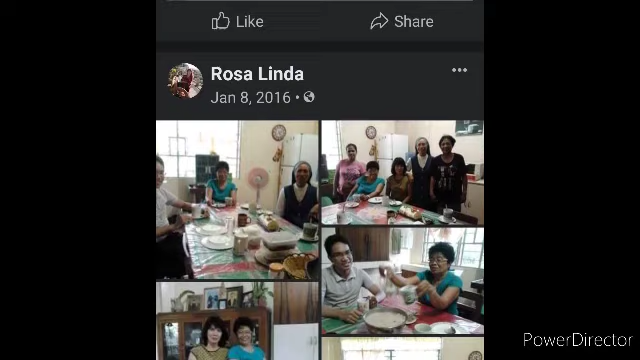 Like
Share
Rosa Linda
Jan 8, 2016 •
PowerDirector